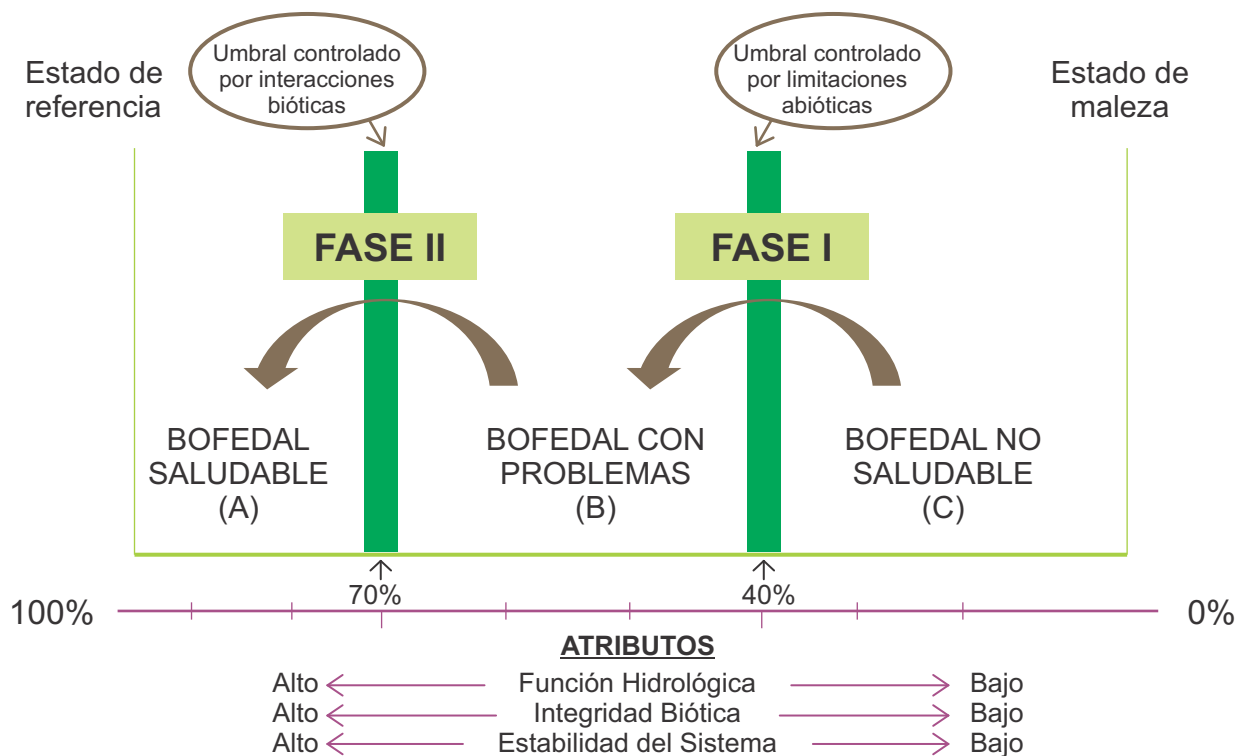 Estado de
referencia
Umbral controlado
por interacciones
bióticas
Umbral controlado
por limitaciones
abióticas
Estado de
maleza
FASE II
FASE I
BOFEDAL
SALUDABLE
(A)
BOFEDAL CON
PROBLEMAS
(B)
BOFEDAL NO
SALUDABLE
(C)
100%
70%
40%
0%
ATRIBUTOS
Alto Función Hidrológica Bajo
Alto Integridad Biótica Bajo
Alto Estabilidad del Sistema Bajo